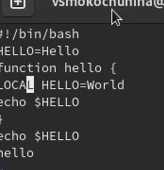 vsmokochunina@
#!/bin/bash
HELLO=Hello
function hello {
LOCAL HELLO=World
echo $HELLO
}
echo $HELLO
hello